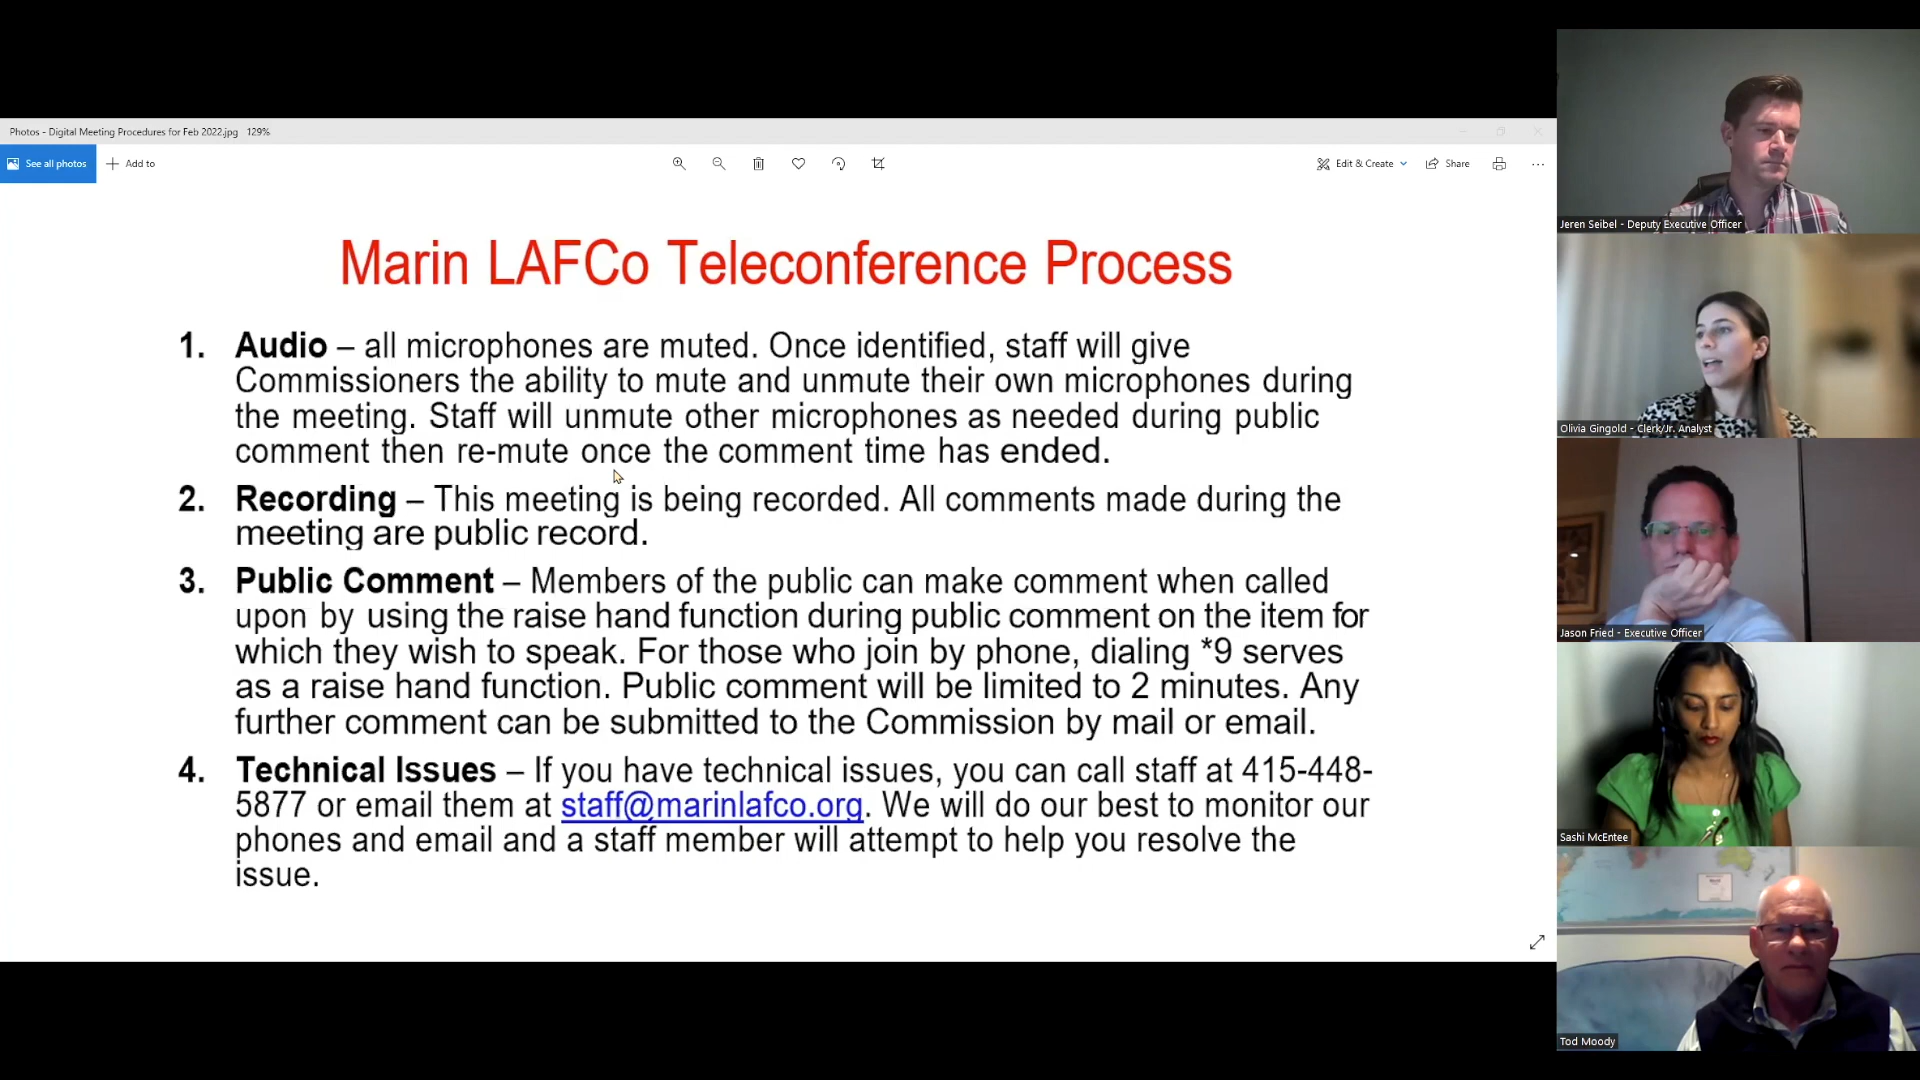 Photos - Digital Meeting Procedures for Feb 2022.jpg 129%
See all photos
Add to
Edit & Create
Share
Marin LAFCo Teleconference Process
1. Audio – all microphones are muted. Once identified, staff will give
Commissioners the ability to mute and unmute their own microphones during
the meeting. Staff will unmute other microphones as needed during public
comment then re-mute once the comment time has ended.
2. Recording – This meeting is being recorded. All comments made during the
meeting are public record.
3. Public Comment – Members of the public can make comment when called
upon by using the raise hand function during public comment on the item for
which they wish to speak. For those who join by phone, dialing *9 serves
as a raise hand function. Public comment will be limited to 2 minutes. Any
further comment can be submitted to the Commission by mail or email.
4. Technical Issues – If you have technical issues, you can call staff at 415-448-
5877 or email them at staff@marinlafco.org. We will do our best to monitor our
phones and email and a staff member will attempt to help you resolve the
issue.
Jeren Seibel - Deputy Executive Officer
Olivia Gingold - Clerk/Jr. Analyst
Jason Fried - Executive Officer
Sashi McEntee
Tod Moody